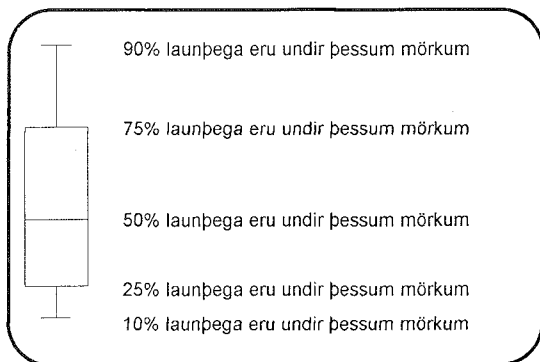 90% launþega eru undir þessum mörkum
75% launþega eru undir þessum mörkum
50% launþega eru undir þessum mörkum
25% launþega eru undir þessum mörkum
10% launþega eru undir þessum mörkum